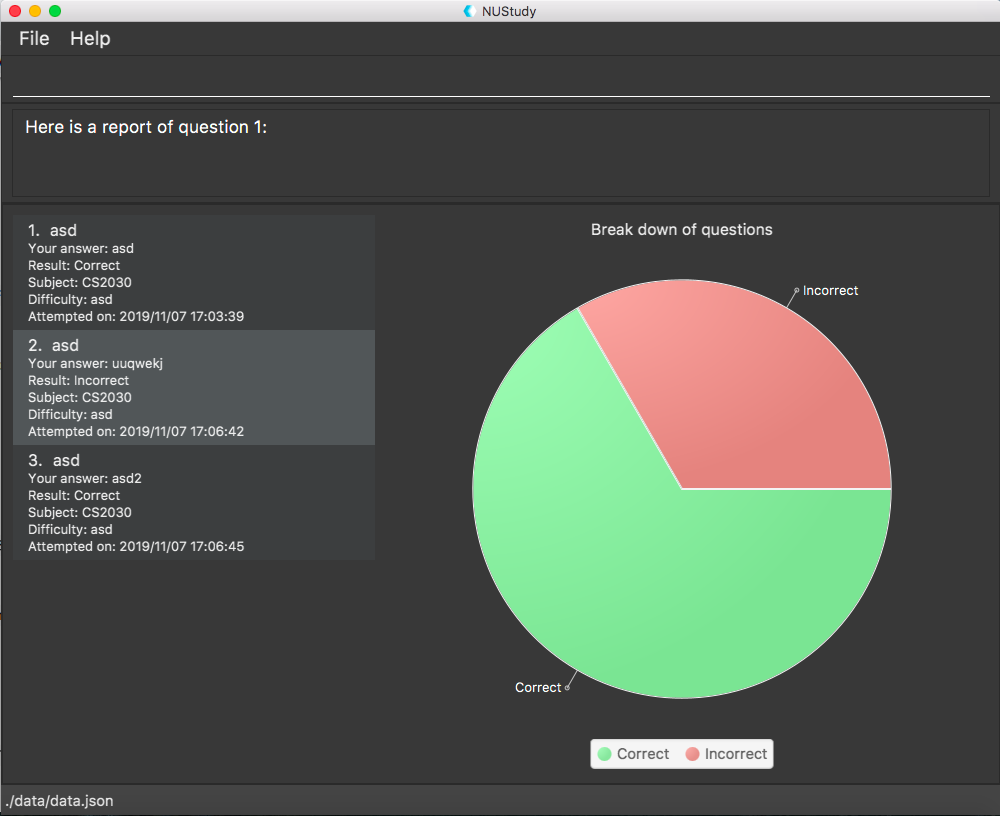 NUStudy
File Help
Here is a report of question 1:
1. asd
Your answer: asd
Result: Correct
Subject: CS2030
Difficulty: asd
Attempted on: 2019/11/07 17:03:39
2. asd
Your answer: uuqwekj
Result: Incorrect
Subject: CS2030
Difficulty: asd
Attempted on: 2019/11/07 17:06:42
3. asd
Your answer: asd2
Result: Correct
Subject: CS2030
Difficulty: asd
Attempted on: 2019/11/07 17:06:45
Break down of questions
Incorrect
Correct
Correct Incorrect
./data/data.json